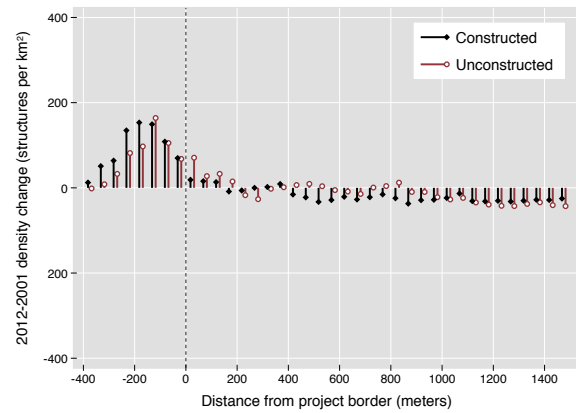 Constructed
Unconstructed
2012-2001 density change (structures per km²)
400
200
0
200
-400
-400 -200 0 200 400 600 800 1000 1200 1400
Distance from project border (meters)